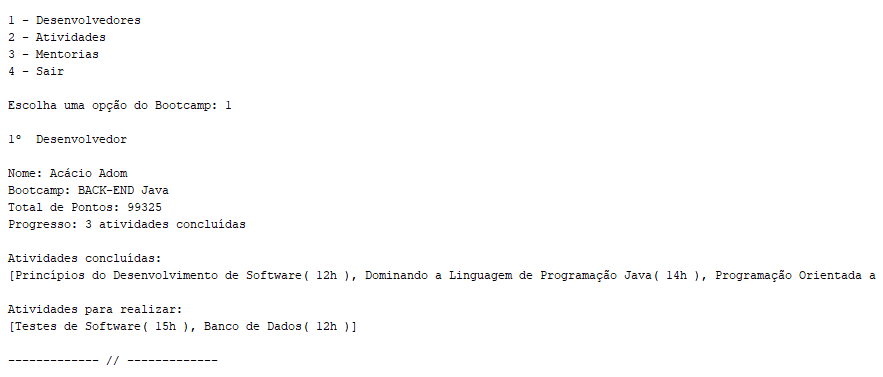 1 - Desenvolvedores
2 - Atividades
3 - Mentorias
4 - Sair
Escolha uma opção do Bootcamp: 1
1º  Desenvolvedor
Nome: Acácio Adom
Bootcamp: BACK-END Java
Total de Pontos: 99325
Progresso: 3 atividades concluídas
Atividades concluídas:
[Princípios do Desenvolvimento de Software( 12h ), Dominando a Linguagem de Programação Java( 14h ), Programação Orientada a
Atividades para realizar:
[Testes de Software( 15h ), Banco de Dados( 12h )]
------------- // -------------